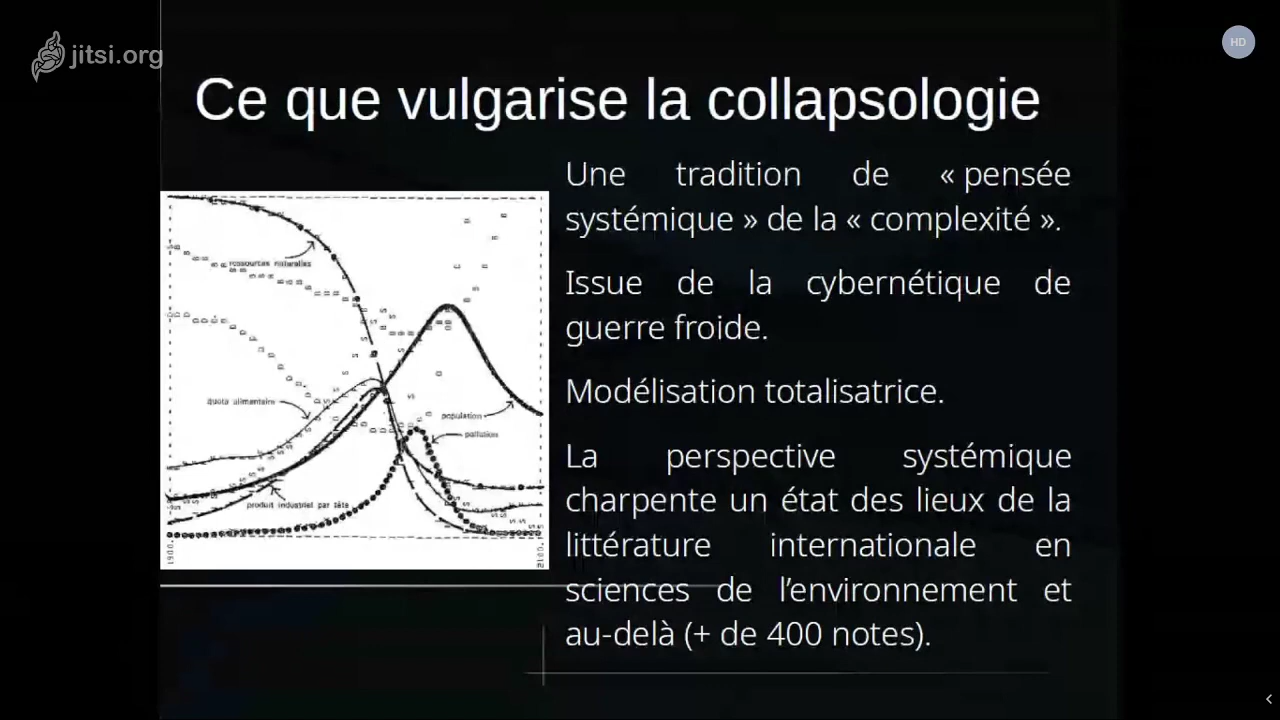 jitsi.org
HD
Ce que vulgarise la collapsologie
Une tradition de « pensée
systémique » de la « complexité ».
Issue de la cybernétique de
guerre froide.
Modélisation totalisatrice.
La perspective systémique
charpente un état des lieux de la
littérature internationale en
sciences de l’environnement et
au-delà (+ de 400 notes).
ressources naturelles
quota alimentaire
population
pollution
produit industriel par tête
1900
2100